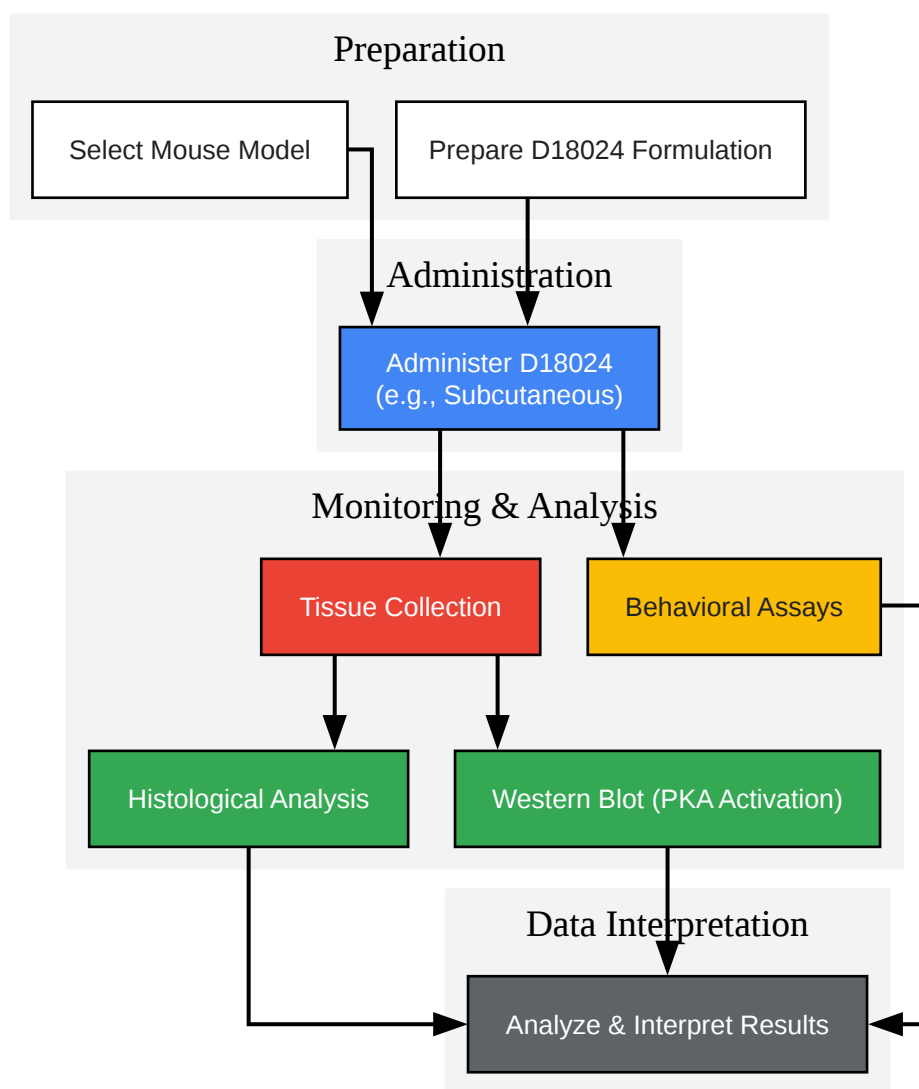 Preparation
Select Mouse Model
Prepare D18024 Formulation
Administration
Administer D18024
(e.g., Subcutaneous)
Monitoring & Analysis
Tissue Collection
Behavioral Assays
Histological Analysis
Western Blot (PKA Activation)
Data Interpretation
Analyze & Interpret Results